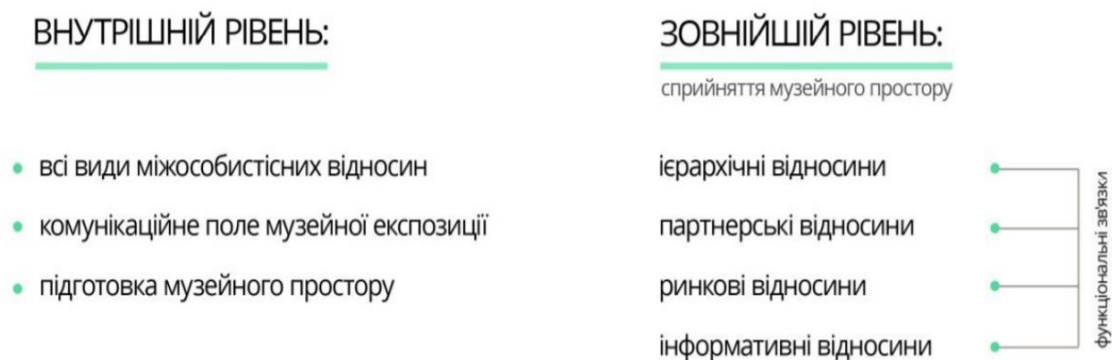 ВНУТРІШНІЙ РІВЕНЬ:
всі види міжособистісних відносин
комунікаційне поле музейної експозиції
підготовка музейного простору
ЗОВНІЙШІЙ РІВЕНЬ:
сприйняття музейного простору
ієрархічні відносини
партнерські відносини
ринкові відносини
інформативні відносини
функціональні зв'язки